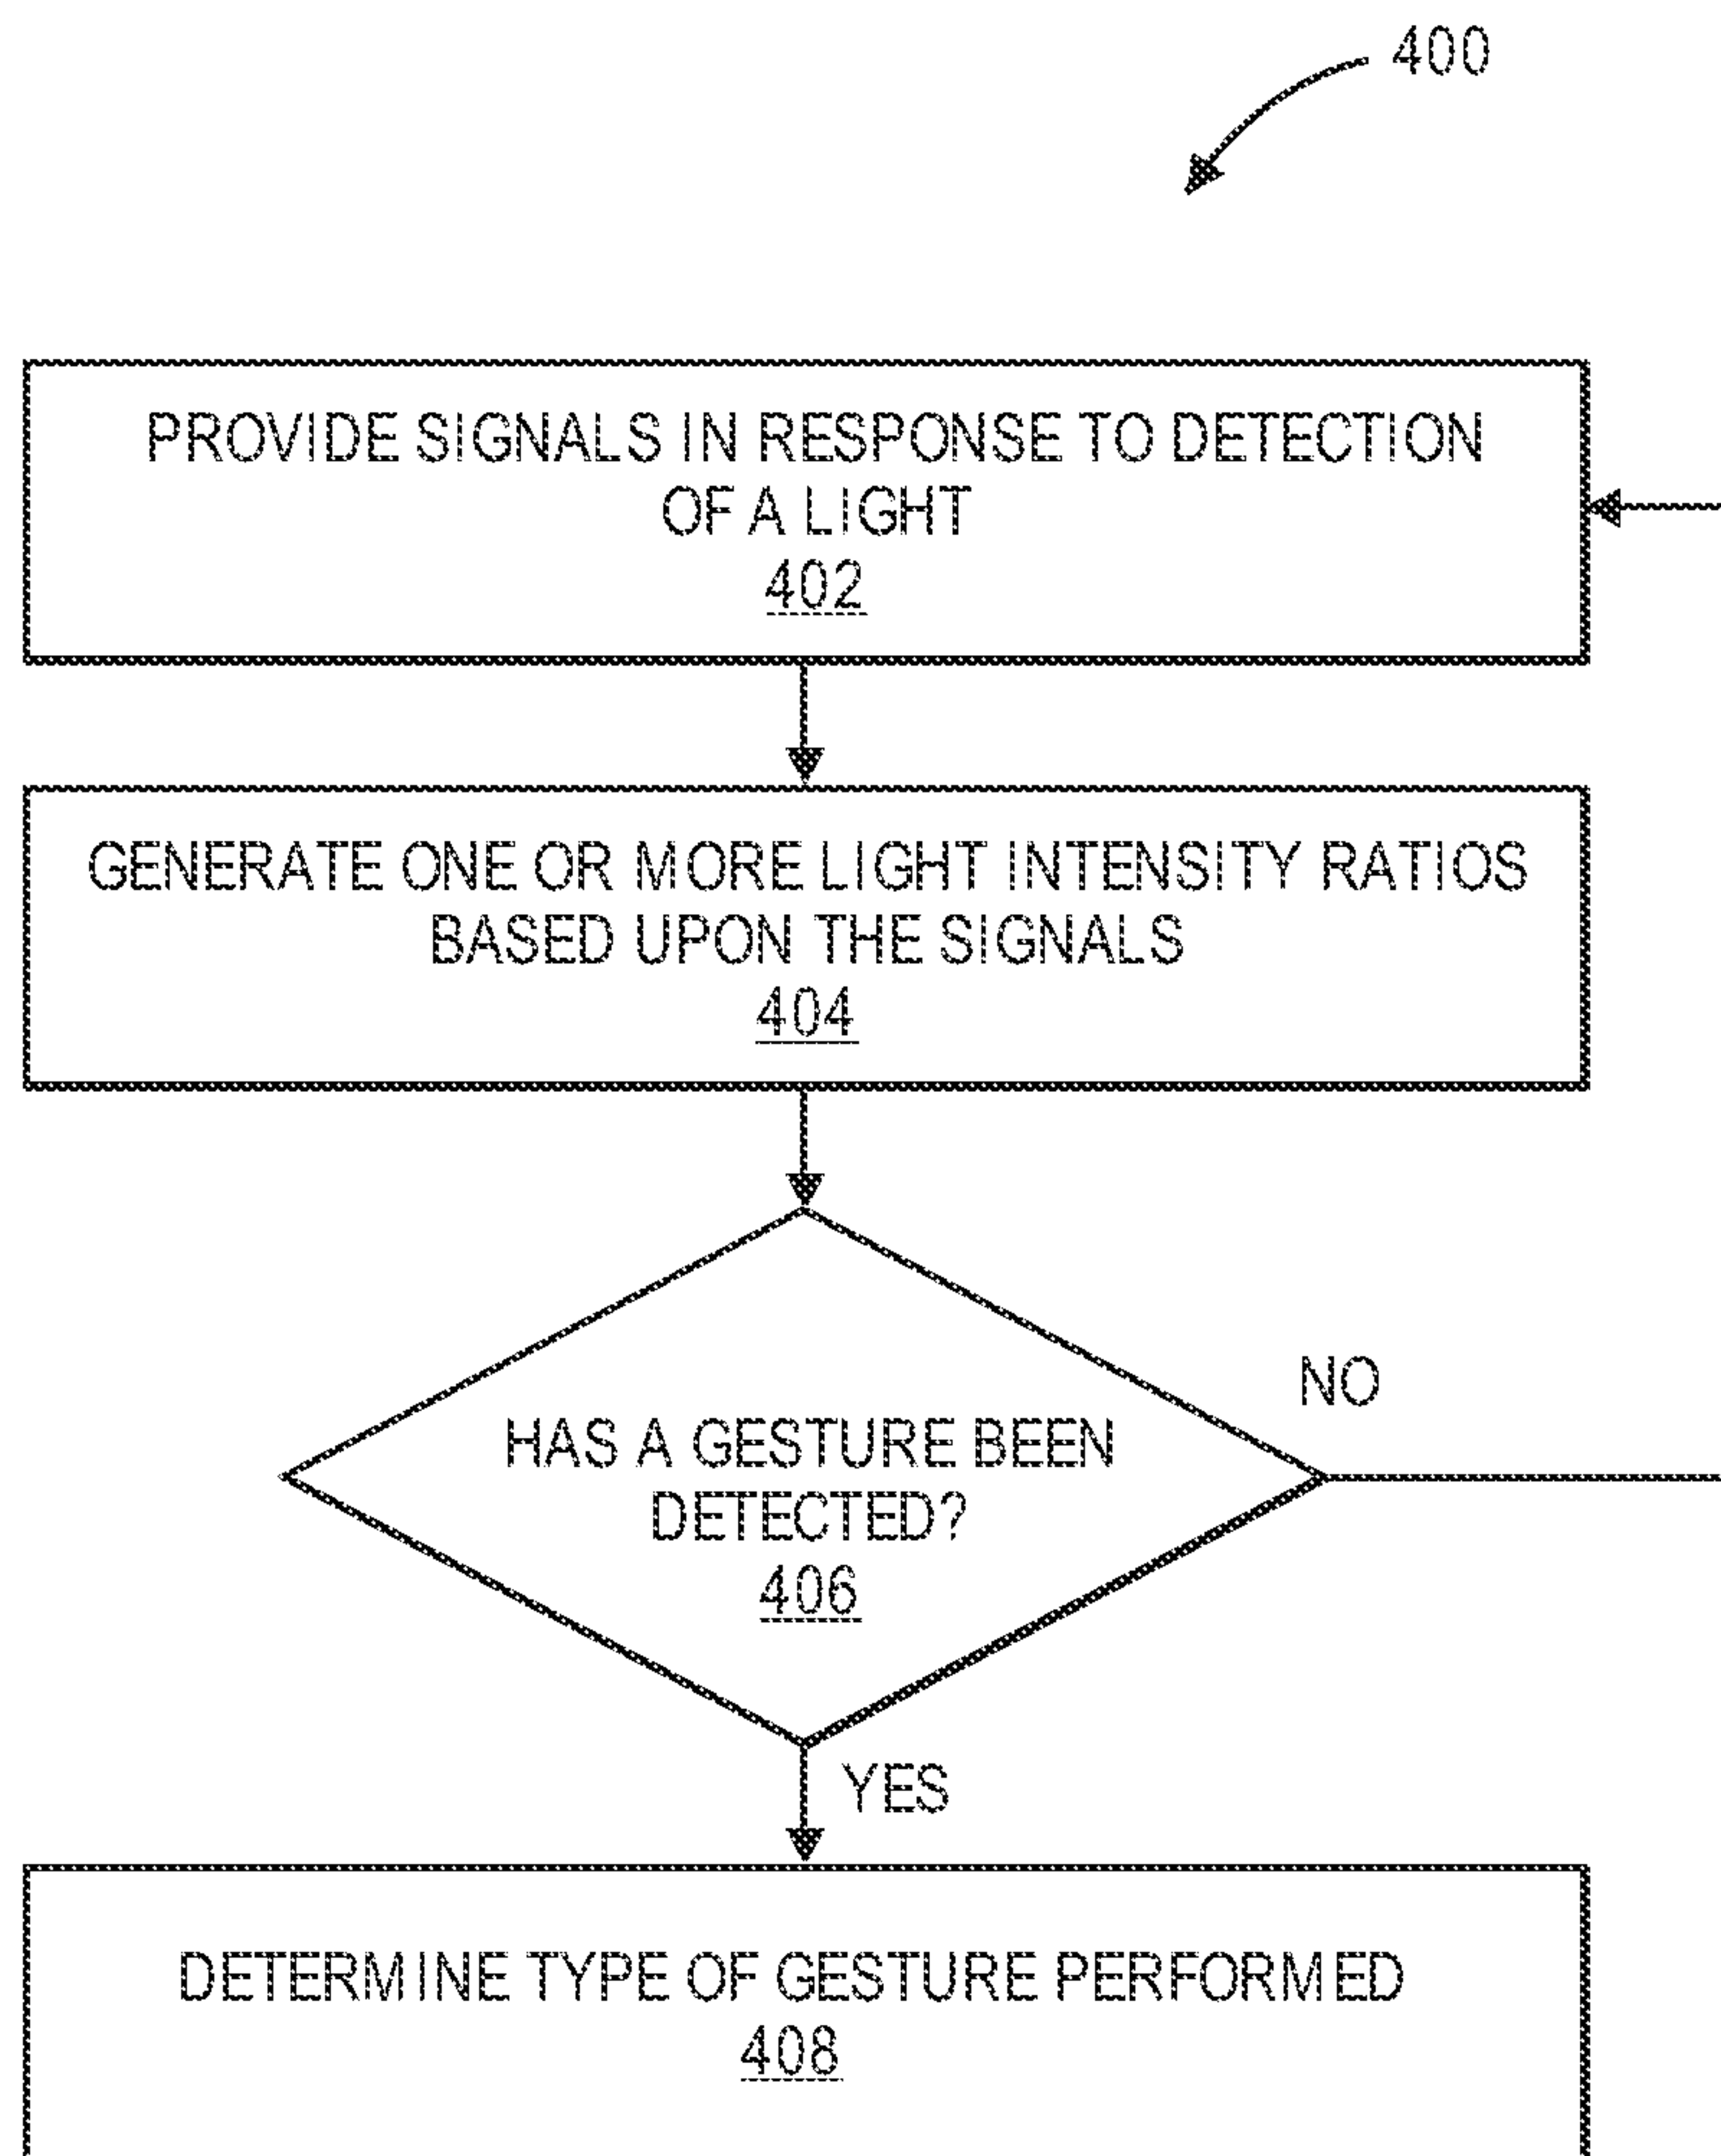 400
PROVIDE SIGNALS IN RESPONSE TO DETECTION
OF A LIGHT
402
GENERATE ONE OR MORE LIGHT INTENSITY RATIOS
BASED UPON THE SIGNALS
404
NO
HAS A GESTURE BEEN
DETECTED?
406
YES
DETERMINE TYPE OF GESTURE PERFORMED
408